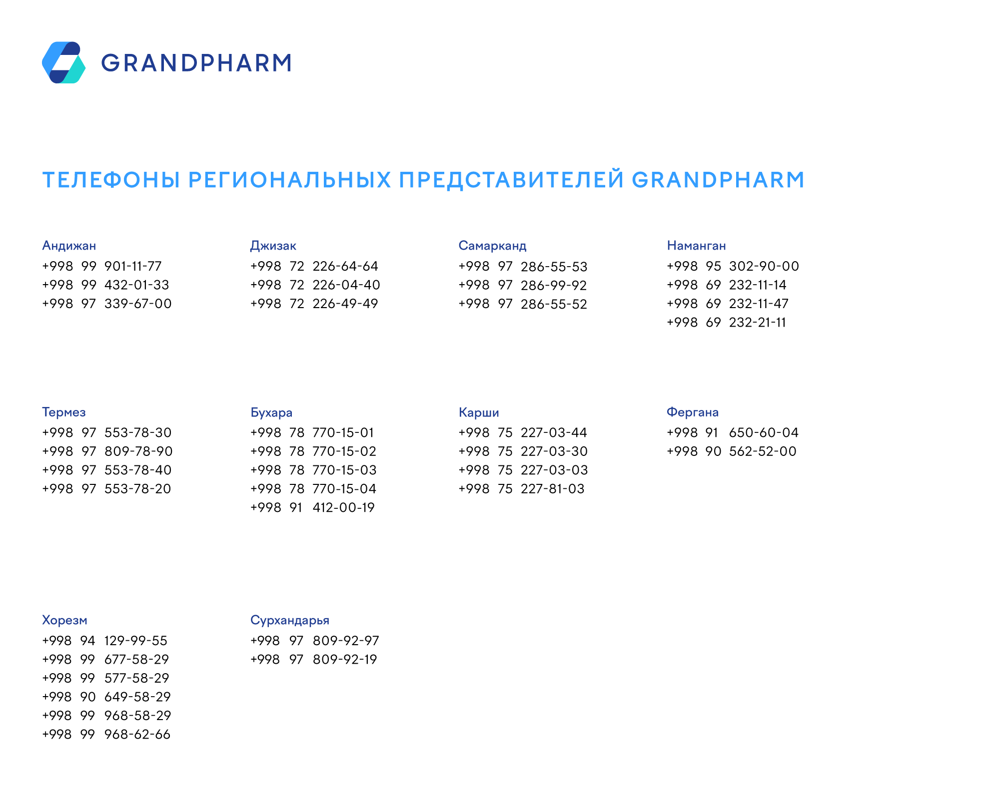 GRANDPHARM
ТЕЛЕФОНЫ РЕГИОНАЛЬНЫХ ПРЕДСТАВИТЕЛЕЙ GRANDPHARM
Андижан
+998 99 901-11-77
+998 99 432-01-33
+998 97 339-67-00
Джизак
+998 72 226-64-64
+998 72 226-04-40
+998 72 226-49-49
Самарканд
+998 97 286-55-53
+998 97 286-99-92
+998 97 286-55-52
Наманган
+998 95 302-90-00
+998 69 232-11-14
+998 69 232-11-47
+998 69 232-21-11
Термез
+998 97 553-78-30
+998 97 809-78-90
+998 97 553-78-40
+998 97 553-78-20
Бухара
+998 78 770-15-01
+998 78 770-15-02
+998 78 770-15-03
+998 78 770-15-04
+998 91 412-00-19
Карши
+998 75 227-03-44
+998 75 227-03-30
+998 75 227-03-03
+998 75 227-81-03
Фергана
+998 91 650-60-04
+998 90 562-52-00
Хорезм
+998 94 129-99-55
+998 99 677-58-29
+998 99 577-58-29
+998 90 649-58-29
+998 99 968-58-29
+998 99 968-62-66
Сурхандарья
+998 97 809-92-97
+998 97 809-92-19